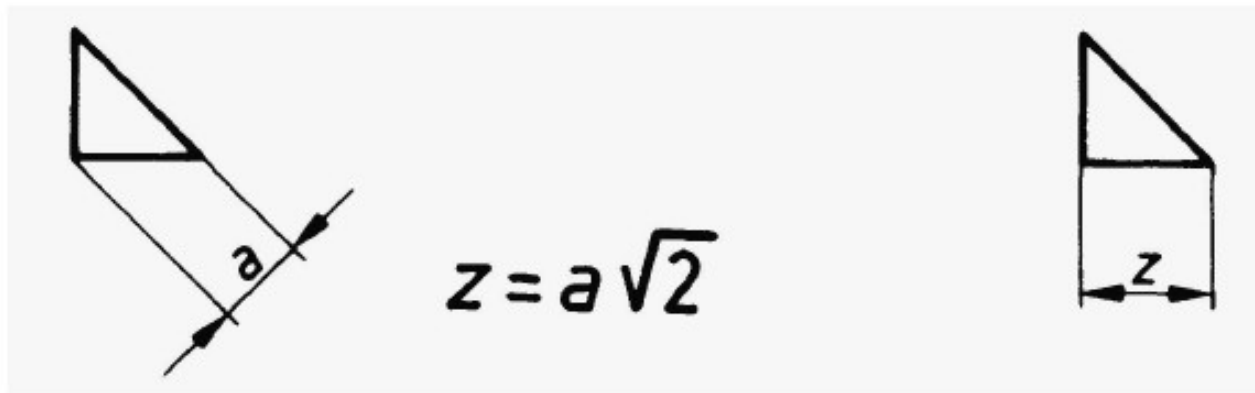 a
z = a √2
z